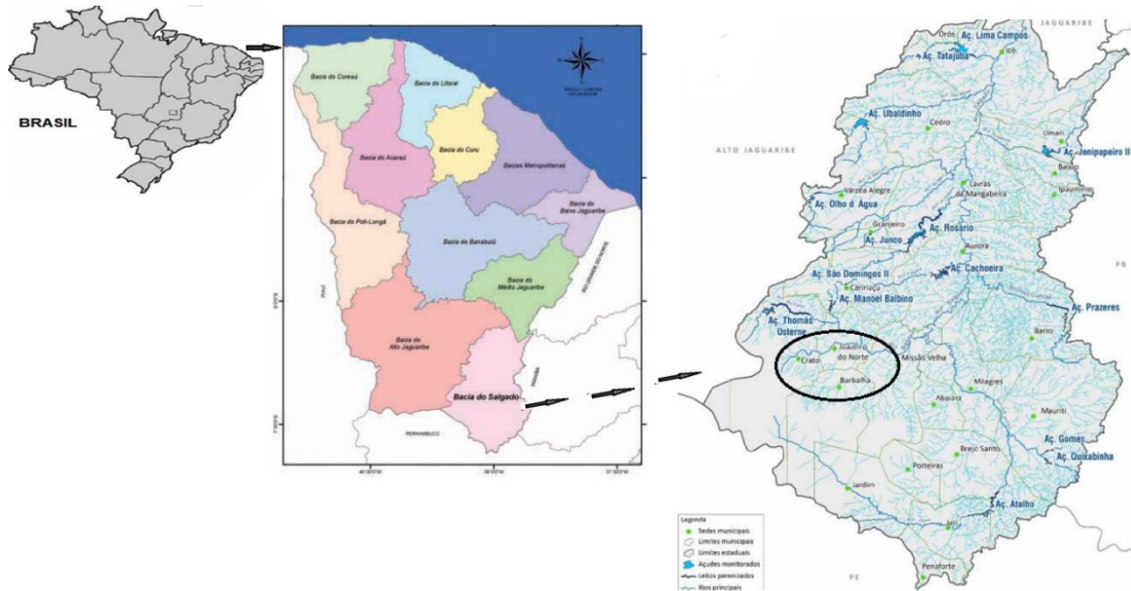 BRASIL
Bacia do Coreaú
Bacia do Litoral
Bacia do Acaraú
Bacia do Curu
Bacias Metropolitanas
Bacia do
Baixo Jaguaribe
Bacia do Poti-Longá
Bacia do Banabuiú
Bacia do
Médio Jaguaribe
Bacia do
Alto Jaguaribe
Bacia do Salgado
PIAUÍ
RIO GRANDE DO NORTE
PARAÍBA
PERNAMBUCO
JAGUARIBE
Orós
Aç. Lima Campos
Icó
Aç. Tatajuba
Aç. Ubaldinho
Cedro
Umari
ALTO JAGUARIBE
Aç. Jenipapeiro II
Baixio
Várzea Alegre
Lavras
da Mangabeira
Ipaumirim
Aç. Olho d Água
Granjeiro
Aç. Rosário
Aç. Junco
Aurora
PB
Aç. São Domingos II
Aç. Cachoeira
Caririaçu
Aç. Manoel Balbino
Aç. Prazeres
Aç. Thomás
Osterne
Barro
Juazeiro
do Norte
Crato
Missão Velha
Barbalha
Milagres
Abaiara
Mauriti
Aç. Gomes
Brejo Santo
Aç. Quixabinha
Porteiras
Jardim
Aç. Atalho
Jati
Penaforte
PE
Legenda
Sedes municipais
Limites municipais
Limites estaduais
Açudes monitorados
Leitos perenizados
Rios principais